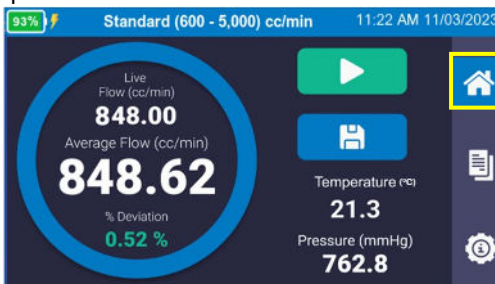 93% Standard (600 - 5,000) cc/min 11:22 AM 11/03/2023
Live
Flow (cc/min)
848.00
Average Flow (cc/min)
848.62
% Deviation
0.52 %
Temperature (ºC)
21.3
Pressure (mmHg)
762.8